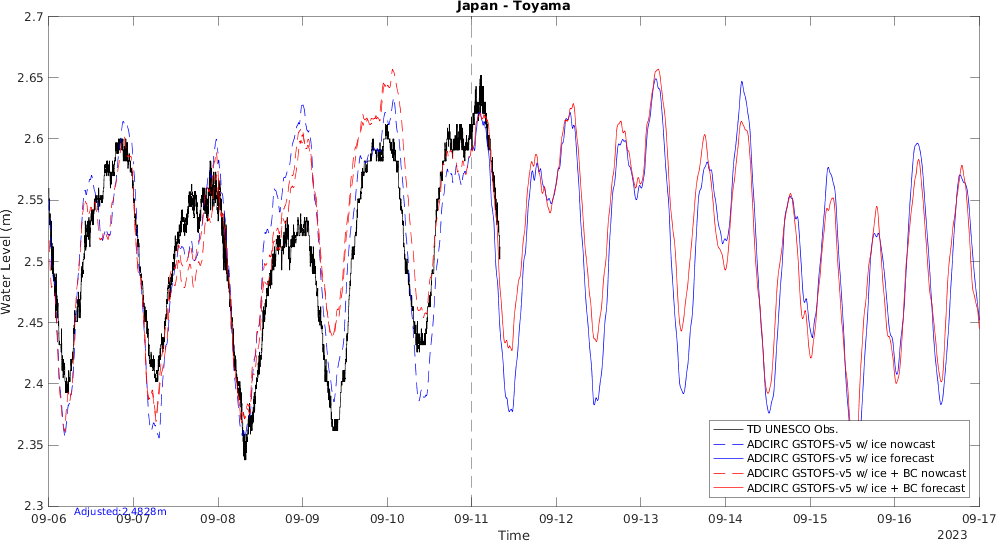 Japan - Toyama
2.7
2.65
2.6
2.55
2.5
2.45
2.4
2.35
2.3
Water Level (m)
TD UNESCO Obs.
ADCIRC GSTOFS-v5 w/ ice nowcast
ADCIRC GSTOFS-v5 w/ ice forecast
ADCIRC GSTOFS-v5 w/ ice + BC nowcast
ADCIRC GSTOFS-v5 w/ ice + BC forecast
Adjusted:2.4828m
09-06 09-07 09-08 09-09 09-10 09-11 09-12 09-13 09-14 09-15 09-16 09-17
Time
2023